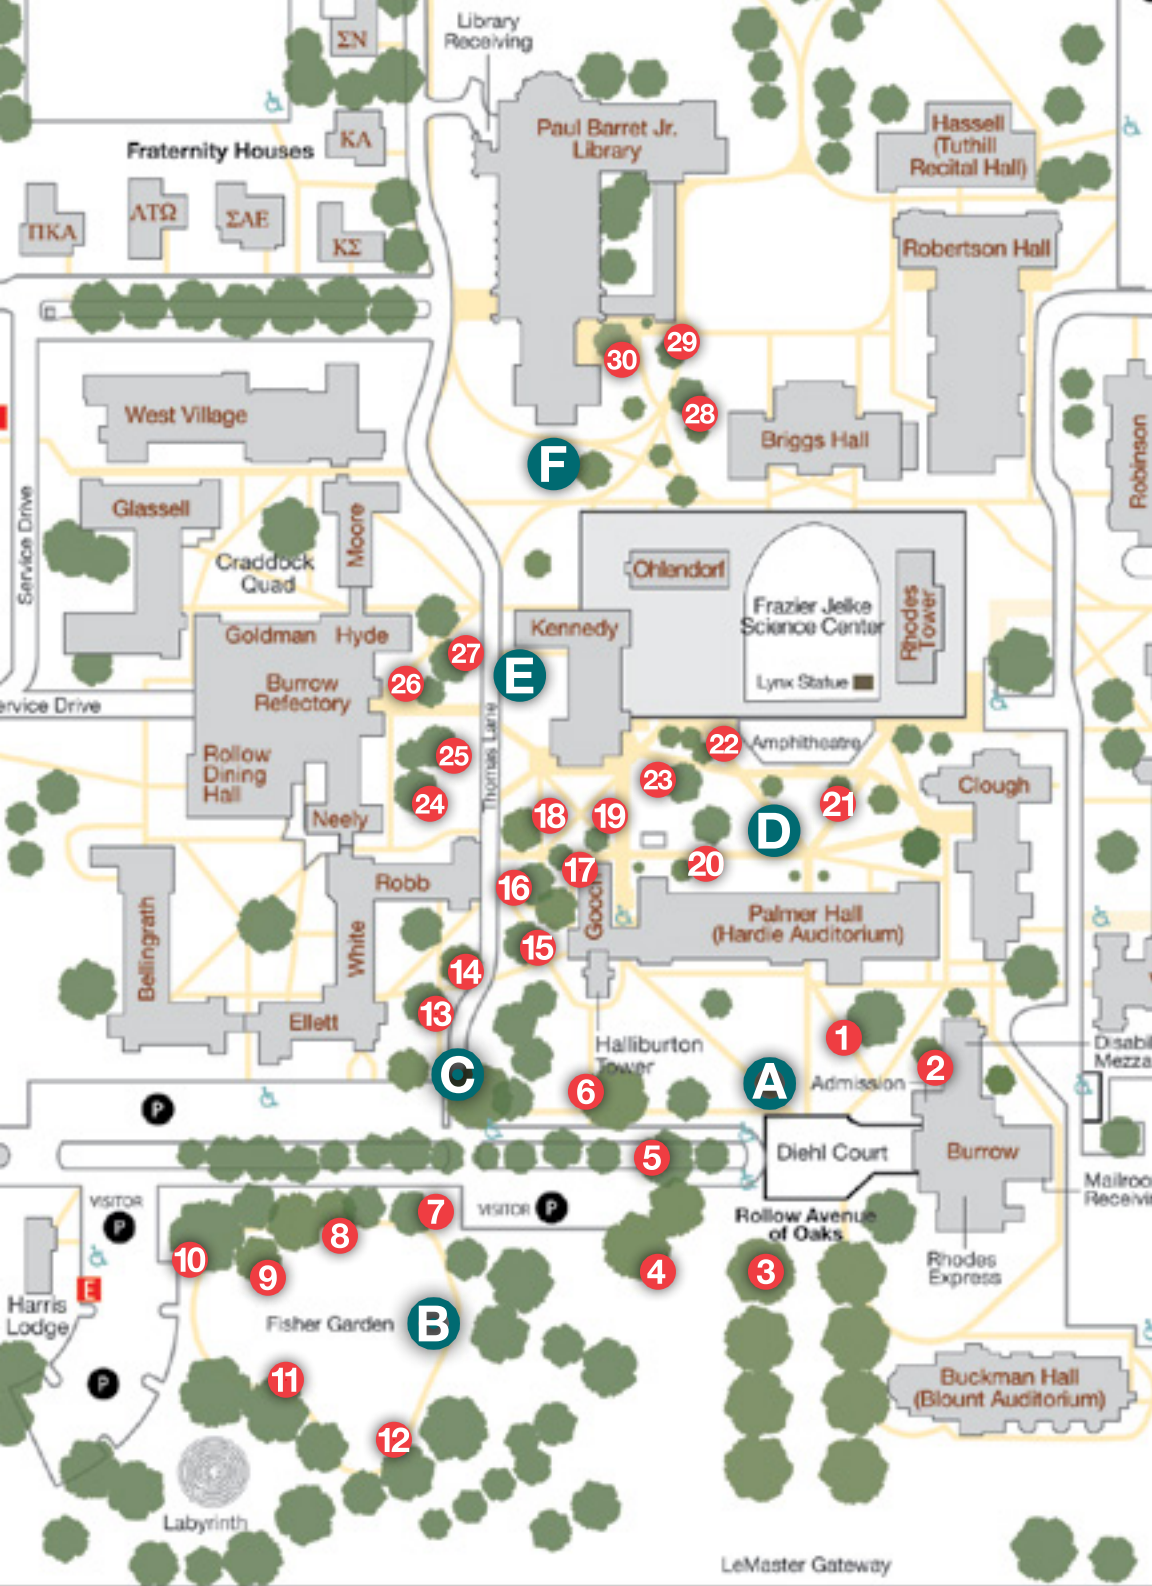 Library
Receiving
ΣΝ
Paul Barret Jr.
Library
Hassell
(Tuthill
Recital Hall)
ΚΑ
Fraternity Houses
ΠΚΑ
ΑΤΩ
ΣΑΕ
ΚΣ
Robertson Hall
29
30
28
West Village
Briggs Hall
Robinson
F
Glassell
Moore
Service Drive
Craddock
Quad
Ohlendorf
Frazier Jelke
Science Center
Rhodes
Tower
Goldman
Hyde
Kennedy
27
26
E
Burrow
Refectory
Lynx Statue
ervice Drive
Thomas Lane
22
Amphitheatre
25
23
Rollow
Dining
Hall
Clough
24
21
18
19
D
Neely
20
17
16
Robb
Gooch
Palmer Hall
(Hardie Auditorium)
Bellingrath
White
15
14
13
Ellett
1
Halliburton
Tower
Disabil
Mezza
2
C
A
Admission
6
P
5
Diehl Court
Burrow
Mailroo
Receivin
VISITOR
P
VISITOR
P
7
Rollow Avenue
of Oaks
8
10
9
4
3
Rhodes
Express
E
Harris
Lodge
Fisher Garden
B
P
11
Buckman Hall
(Blount Auditorium)
12
Labyrinth
LeMaster Gateway